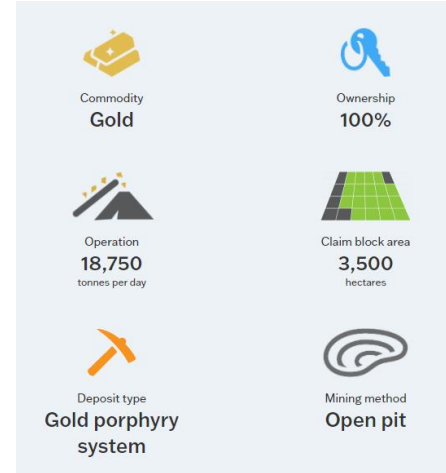 Commodity
Gold
Ownership
100%
Operation
18,750
tonnes per day
Claim block area
3,500
hectares
Deposit type
Gold porphyry
system
Mining method
Open pit